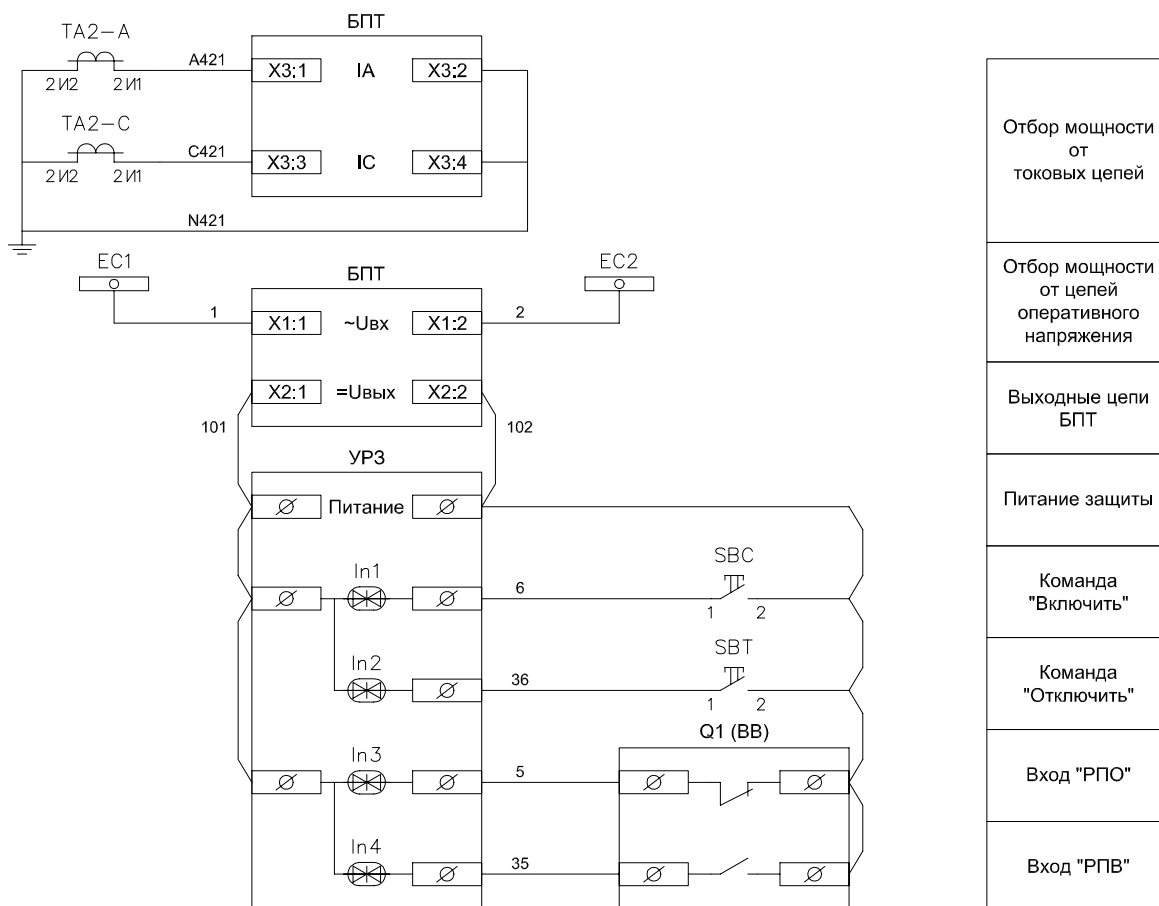 БПТ
TA2-A
A421
X3:1 IA X3:2
2И2 2И1
TA2-C
C421
X3:3 IC X3:4
2И2 2И1
N421
Отбор мощности
от
токовых цепей
EC1
EC2
БПТ
1
X1:1 ~Uвх X1:2
2
Отбор мощности
от цепей
оперативного
напряжения
X2:1 =Uвых X2:2
101
102
Выходные цепи
БПТ
УРЗ
Питание
Питание защиты
In1
6
SBC
1 2
Команда
"Включить"
In2
36
SBT
1 2
Команда
"Отключить"
Q1 (ВВ)
In3
5
Вход "РПО"
In4
35
Вход "РПВ"